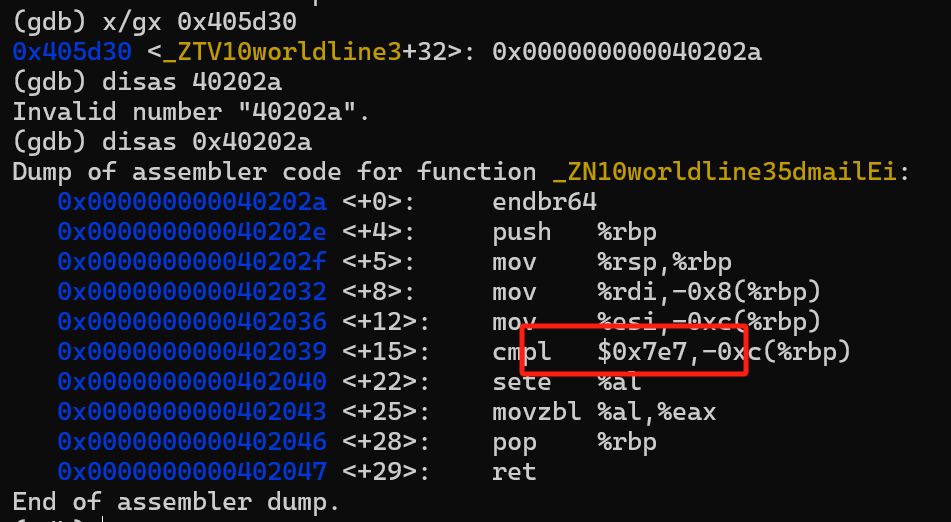 (gdb) x/gx 0x405d30
0x405d30 <_ZTV10worldline3+32>: 0x000000000040202a
(gdb) disas 40202a
Invalid number "40202a".
(gdb) disas 0x40202a
Dump of assembler code for function _ZN10worldline35dmailEi:
0x000000000040202a <+0>: endbr64
0x000000000040202e <+4>: push %rbp
0x000000000040202f <+5>: mov %rsp,%rbp
0x0000000000402032 <+8>: mov %rdi,-0x8(%rbp)
0x0000000000402036 <+12>: mov %esi,-0xc(%rbp)
0x0000000000402039 <+15>: cmpl $0x7e7,-0xc(%rbp)
0x0000000000402040 <+22>: sete %al
0x0000000000402043 <+25>: movzbl %al,%eax
0x0000000000402046 <+28>: pop %rbp
0x0000000000402047 <+29>: ret
End of assembler dump.